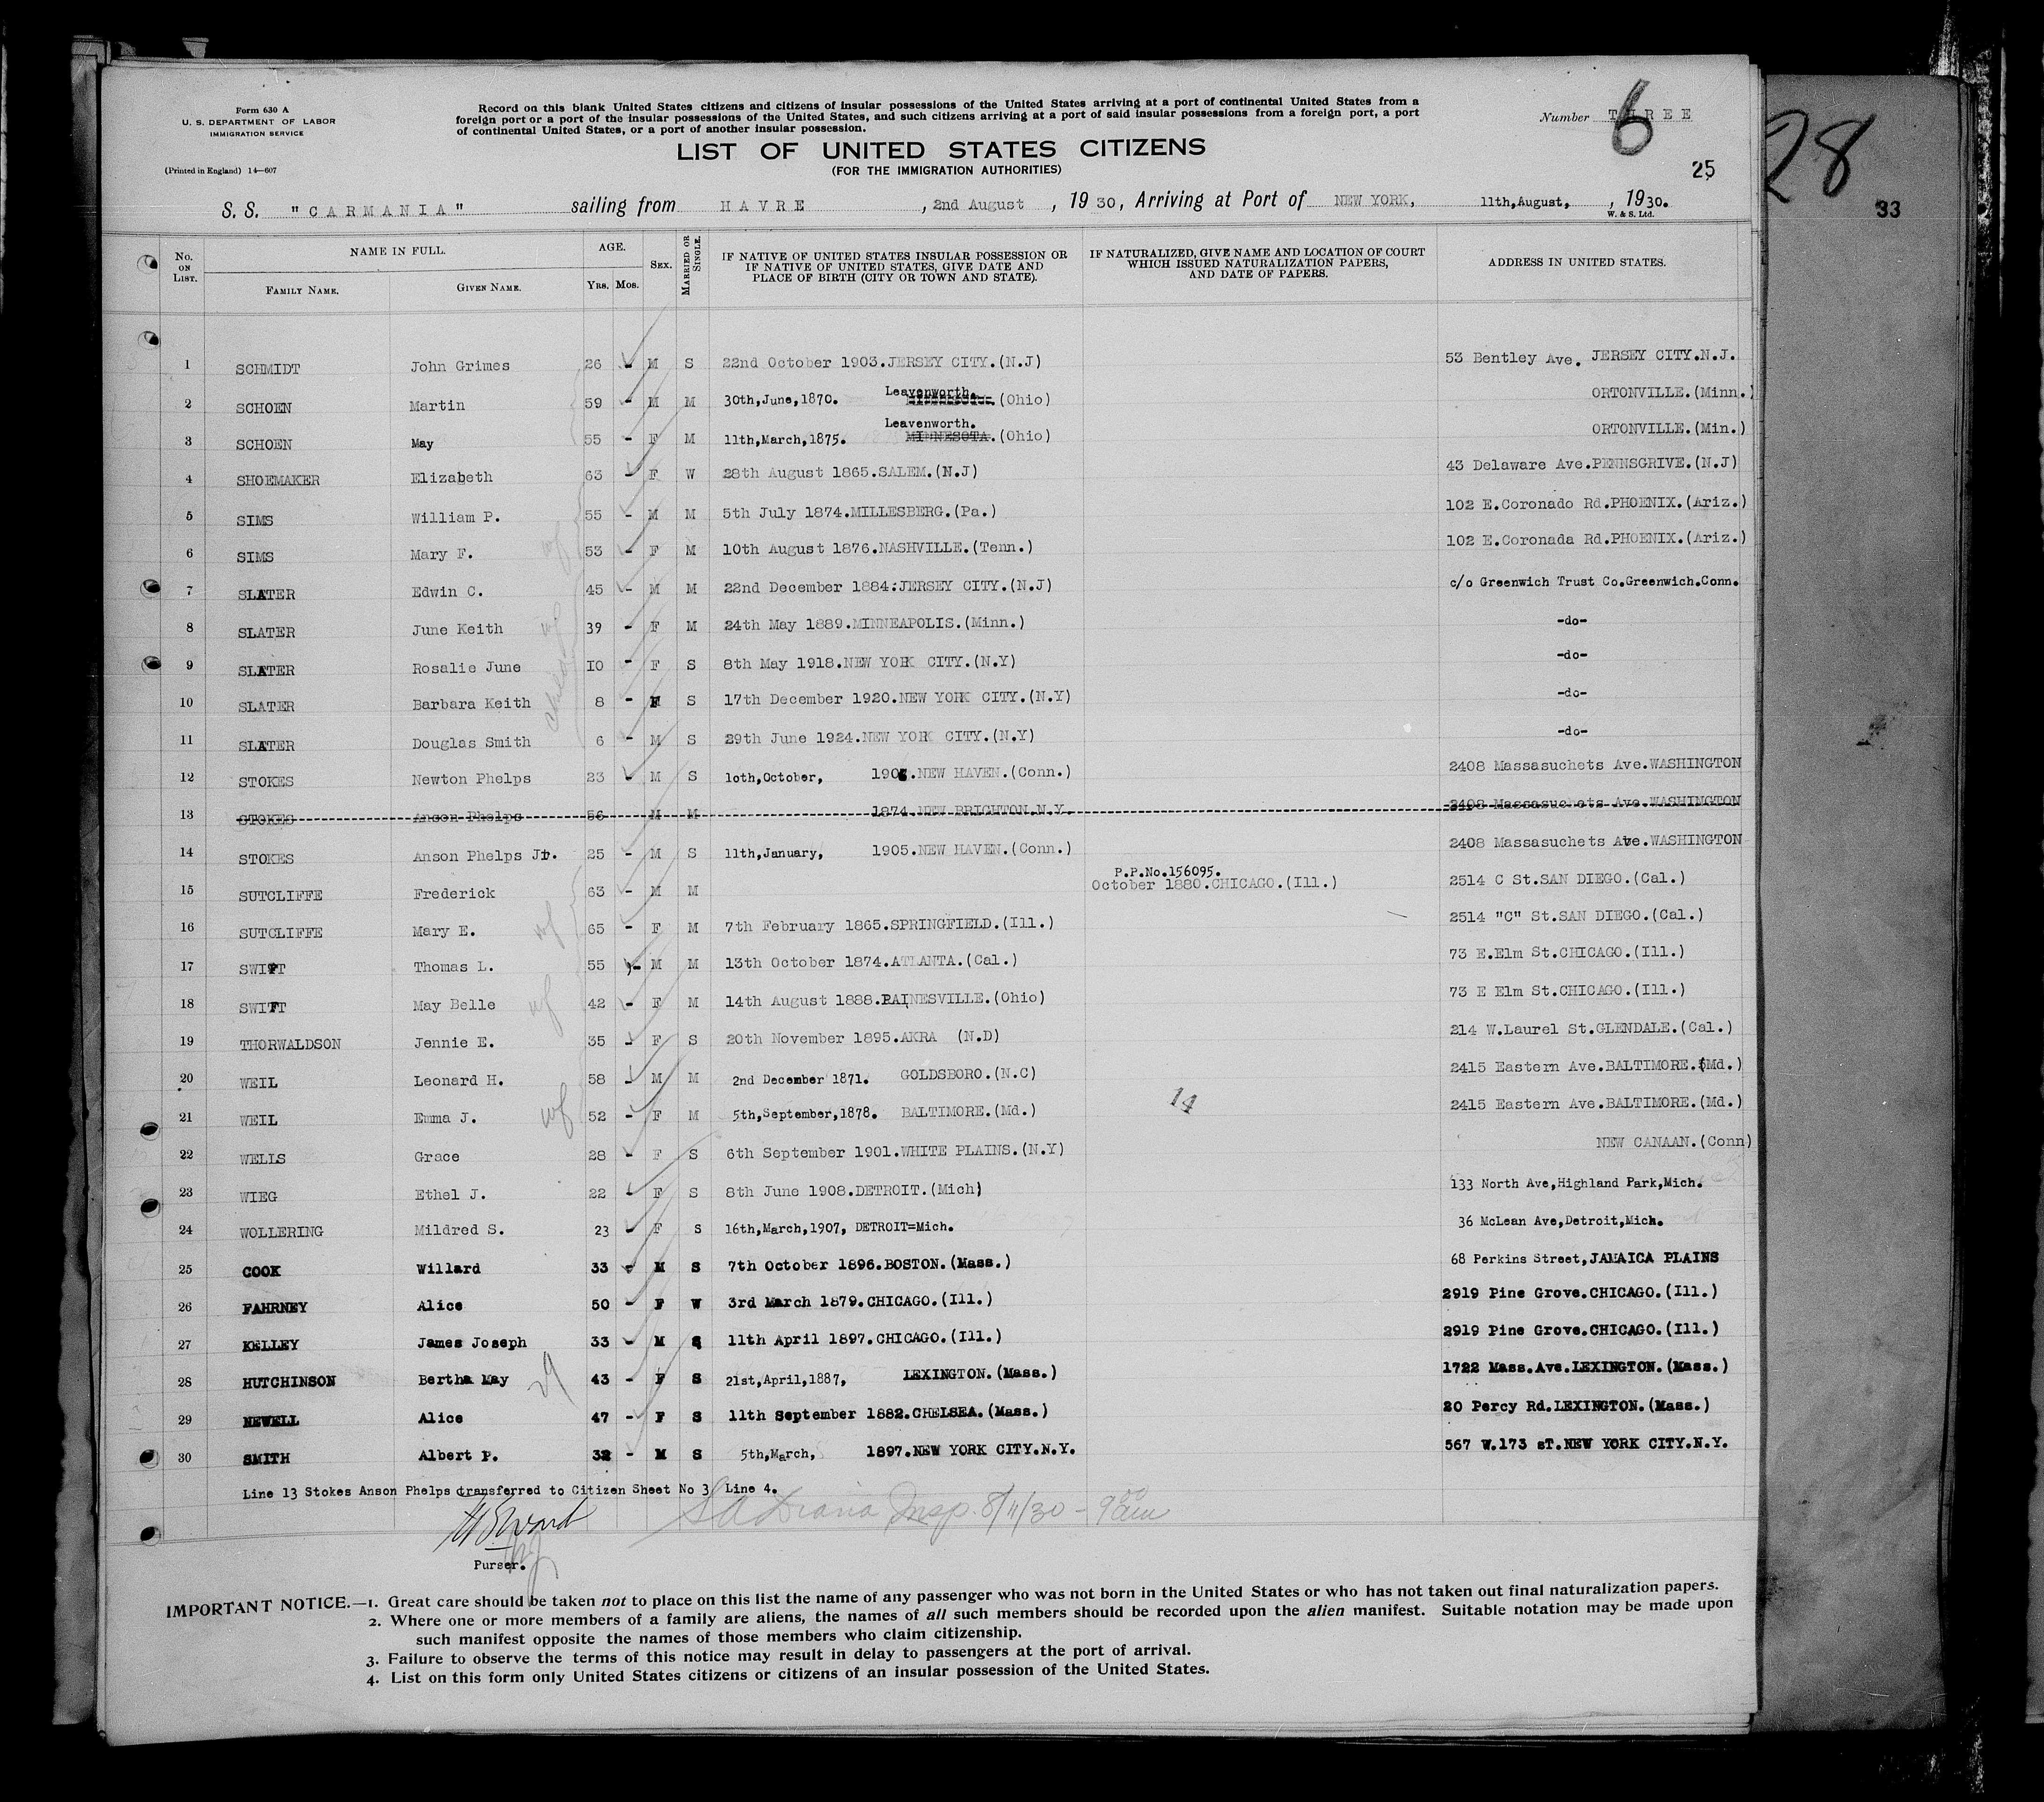 Form 630 A
U. S. DEPARTMENT OF LABOR
IMMIGRATION SERVICE
(Printed in England) 14—607
Record on this blank United States citizens and citizens of insular possessions of the United States arriving at a port of continental United States from a
foreign port or a port of the insular possessions of the United States, and such citizens arriving at a port of said insular possessions from a foreign port, a port
of continental United States, or a port of another insular possession.
Number THREE
6
25
28
33
LIST OF UNITED STATES CITIZENS
(FOR THE IMMIGRATION AUTHORITIES)
S. S. "CARMANIA" sailing from HAVRE, 2nd August, 1930, Arriving at Port of NEW YORK, 11th,August, , 1930.
W. & S. Ltd.
No. ON LIST. NAME IN FULL. AGE. SEX. MARRIED OR SINGLE. IF NATIVE OF UNITED STATES INSULAR POSSESSION OR IF NATIVE OF UNITED STATES, GIVE DATE AND PLACE OF BIRTH (CITY OR TOWN AND STATE). IF NATURALIZED, GIVE NAME AND LOCATION OF COURT WHICH ISSUED NATURALIZATION PAPERS, AND DATE OF PAPERS. ADDRESS IN UNITED STATES.
FAMILY NAME. GIVEN NAME. YRS. MOS.
1 SCHMIDT John Grimes 26 - M S 22nd October 1903.JERSEY CITY.(N.J) 53 Bentley Ave. JERSEY CITY.N.J.
2 SCHOEN Martin 59 - M M 30th,June,1870. Leavenworth. (Ohio) ORTONVILLE.(Minn.)
3 SCHOEN May 55 - F M 11th,March,1875. Leavenworth. MINNESOTA.(Ohio) ORTONVILLE.(Min.)
4 SHOEMAKER Elizabeth 63 - F W 28th August 1865.SALEM.(N.J) 43 Delaware Ave.PENNSGRIVE.(N.J)
5 SIMS William P. 55 - M M 5th July 1874.MILLESBERG.(Pa.) 102 E.Coronado Rd.PHOENIX.(Ariz.)
6 SIMS Mary F. 53 - F M 10th August 1876.NASHVILLE.(Tenn.) 102 E.Coronada Rd.PHOENIX.(Ariz.)
7 SLATER Edwin C. 45 - M M 22nd December 1884:JERSEY CITY.(N.J) c/o Greenwich Trust Co.Greenwich.Conn.
8 SLATER June Keith 39 - F M 24th May 1889.MINNEAPOLIS.(Minn.) -do-
9 SLATER Rosalie June 10 - F S 8th May 1918.NEW YORK CITY.(N.Y) -do-
10 SLATER Barbara Keith 8 - F S 17th December 1920.NEW YORK CITY.(N.Y) -do-
11 SLATER Douglas Smith 6 - M S 29th June 1924.NEW YORK CITY.(N.Y) -do-
12 STOKES Newton Phelps 23 - M S 10th,October, NEW HAVEN.(Conn.) 2408 Massasuchets Ave.WASHINGTON
13 STOKES Anson Phelps 56 M M 1874.NEW BRIGHTON.N.Y. 2408 Massasuchets Ave.WASHINGTON
14 STOKES Anson Phelps Jr. 25 - M S 11th,January, 1905.NEW HAVEN.(Conn.) 2408 Massasuchets Ave.WASHINGTON
15 SUTCLIFFE Frederick 63 - M M P.P.No.156095. October 1880.CHICAGO.(Ill.) 2514 C St.SAN DIEGO.(Cal.)
16 SUTCLIFFE Mary E. 65 - F M 7th February 1865.SPRINGFIELD.(Ill.) 2514 "C" St.SAN DIEGO.(Cal.)
17 SWIFT Thomas L. 55 - M M 13th October 1874.ATLANTA.(Cal.) 73 E.Elm St.CHICAGO.(Ill.)
18 SWIFT May Belle 42 - F M 14th August 1888.PAINESVILLE.(Ohio) 73 E Elm St.CHICAGO.(Ill.)
19 THORWALDSON Jennie E. 35 - F S 20th November 1895.AKRA (N.D) 214 W.Laurel St.GLENDALE.(Cal.)
20 WEIL Leonard H. 58 - M M 2nd December 1871. GOLDSBORO.(N.C) 2415 Eastern Ave.BALTIMORE.(Md.)
21 WEIL Emma J. 52 - F M 5th,September,1878. BALTIMORE.(Md.) 14 2415 Eastern Ave.BALTIMORE.(Md.)
22 WELLS Grace 28 - F S 6th September 1901.WHITE PLAINS.(N.Y) NEW CANAAN.(Conn)
23 WIEG Ethel J. 22 - F S 8th June 1908.DETROIT.(Mich) 133 North Ave,Highland Park,Mich.
24 WOLLERING Mildred S. 23 - F S 16th,March,1907, DETROIT=Mich. 36 McLean Ave,Detroit,Mich.
25 COOK Willard 33 - M S 7th October 1896.BOSTON.(Mass.) 68 Perkins Street,JAMAICA PLAINS
26 FAHRNEY Alice 50 - F W 3rd March 1879.CHICAGO.(Ill.) 2919 Pine Grove.CHICAGO.(Ill.)
27 KELLEY James Joseph 33 - M S 11th April 1897.CHICAGO.(Ill.) 2919 Pine Grove.CHICAGO.(Ill.)
28 HUTCHINSON Bertha May 43 - F S 21st,April,1887, LEXINGTON.(Mass.) 1722 Mass.Ave.LEXINGTON.(Mass.)
29 NEWELL Alice 47 - F S 11th September 1882.CHELSEA.(Mass.) 20 Percy Rd.LEXINGTON.(Mass.)
30 SMITH Albert P. 32 - M S 5th,March, 1897.NEW YORK CITY.N.Y. 567 W.173 sT.NEW YORK CITY.N.Y.
Line 13 Stokes Anson Phelps transferred to Citizen Sheet No 3 Line 4.
Insp. 8/11/30 - 9 00 am
Purser.
IMPORTANT NOTICE.—1. Great care should be taken not to place on this list the name of any passenger who was not born in the United States or who has not taken out final naturalization papers.
2. Where one or more members of a family are aliens, the names of all such members should be recorded upon the alien manifest. Suitable notation may be made upon
such manifest opposite the names of those members who claim citizenship.
3. Failure to observe the terms of this notice may result in delay to passengers at the port of arrival.
4. List on this form only United States citizens or citizens of an insular possession of the United States.